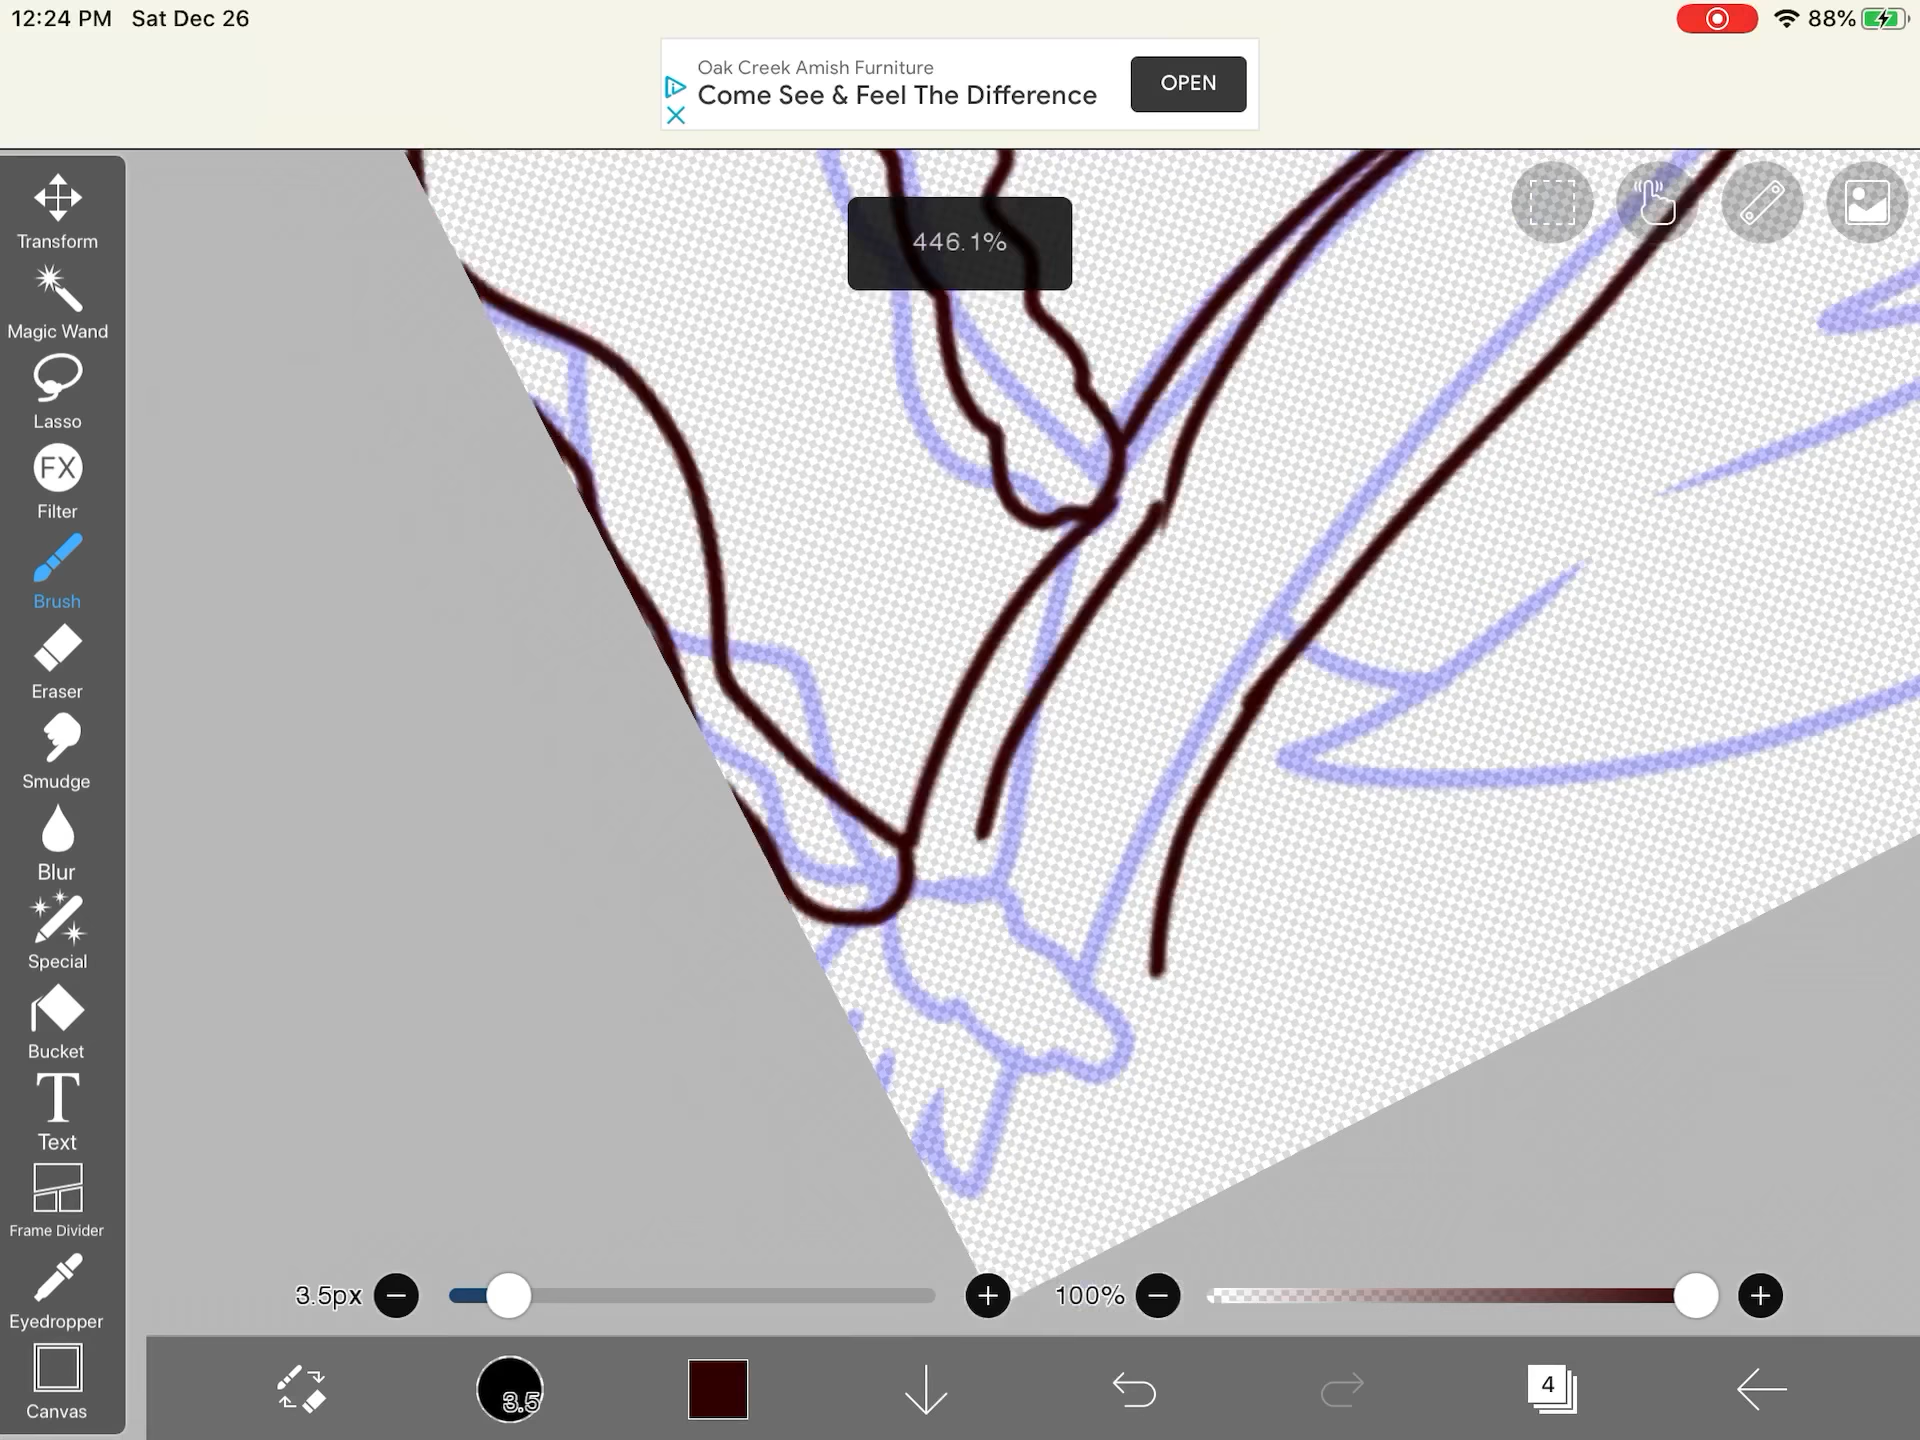 12:24 PM Sat Dec 26
88%
Oak Creek Amish Furniture
Come See & Feel The Difference
OPEN
446.1%
Transform
Magic Wand
Lasso
FX
Filter
Brush
Eraser
Smudge
Blur
Special
Bucket
T
Text
Frame Divider
Eyedropper
Canvas
3.5px
100%
3.5
4